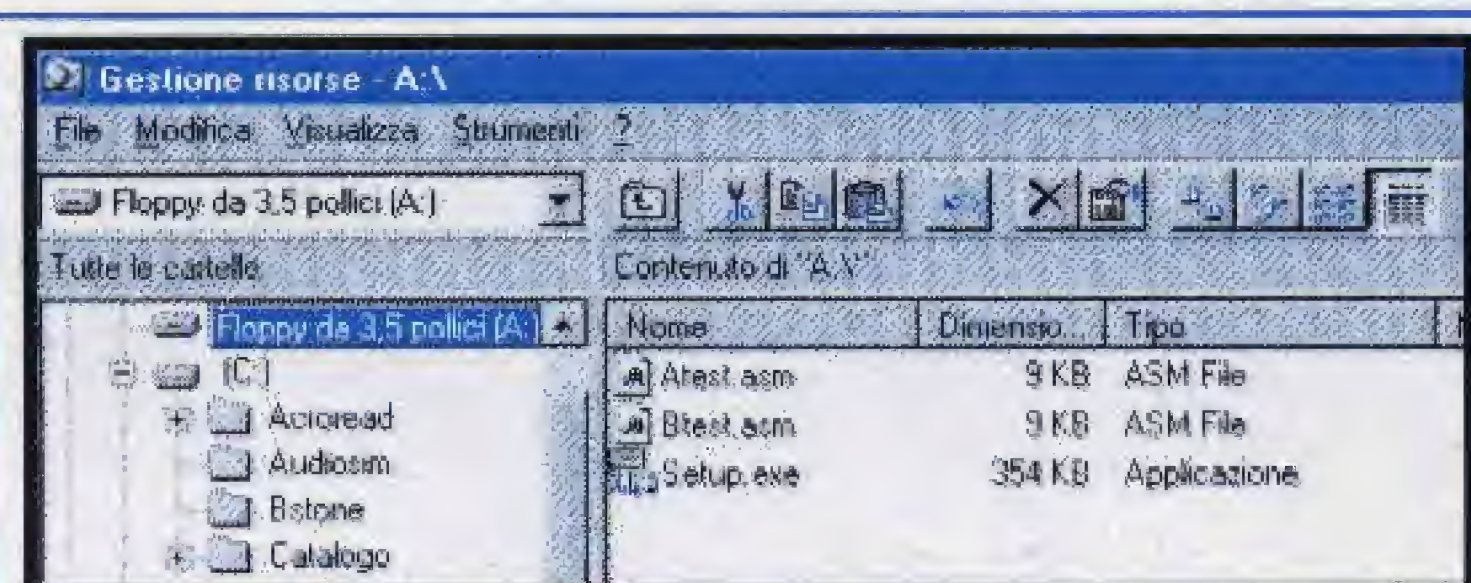 Gestione risorse - A:\
File Modifica Visualizza Strumenti ?
Floppy da 3,5 pollici (A:)
Tutte le cartelle
Contenuto di "A:\"
Floppy da 3,5 pollici (A:)
(C:)
Acroread
Audiosim
Bstone
Catalogo
Nome Dimensio... Tipo
Atest.asm 9 KB ASM File
Btest.asm 9 KB ASM File
Setup.exe 354 KB Applicazione